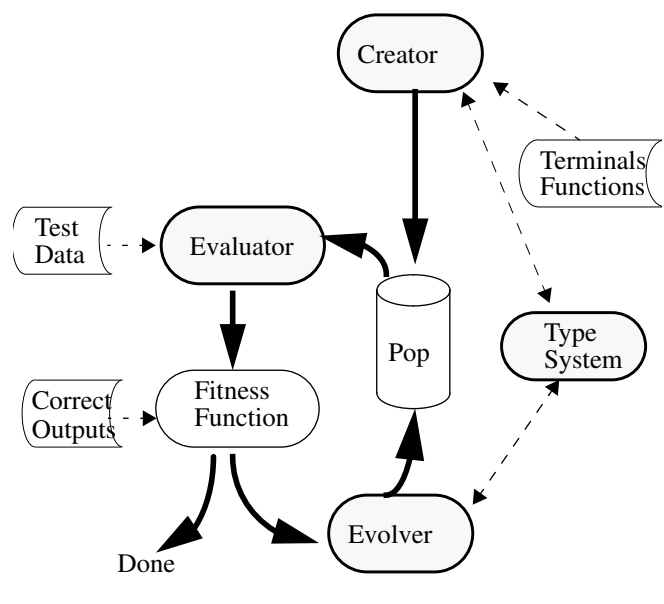 Creator
Terminals
Functions
Test
Data
Evaluator
Type
System
Pop
Correct
Outputs
Fitness
Function
Evolver
Done